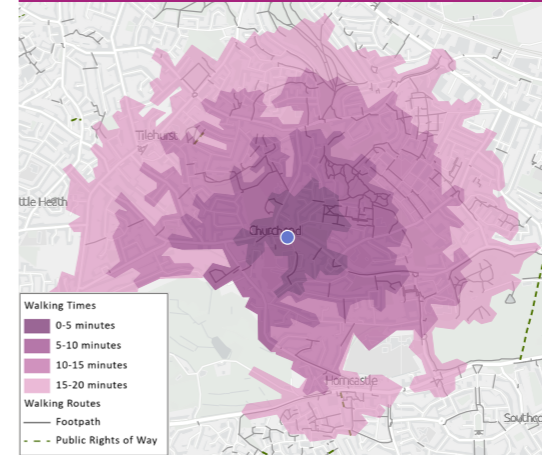 Tilehurst
ttle Heath
Churchend
Walking Times
0-5 minutes
5-10 minutes
10-15 minutes
15-20 minutes
Walking Routes
Footpath
Public Rights of Way
Horncastle
Southco